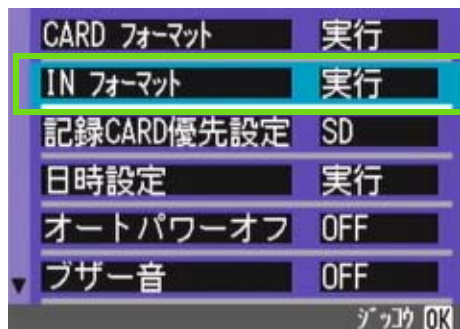 CARD フォーマット 実行
IN フォーマット 実行
記録CARD優先設定 SD
日時設定 実行
オートパワーオフ OFF
ブザー音 OFF
ジッコウ OK